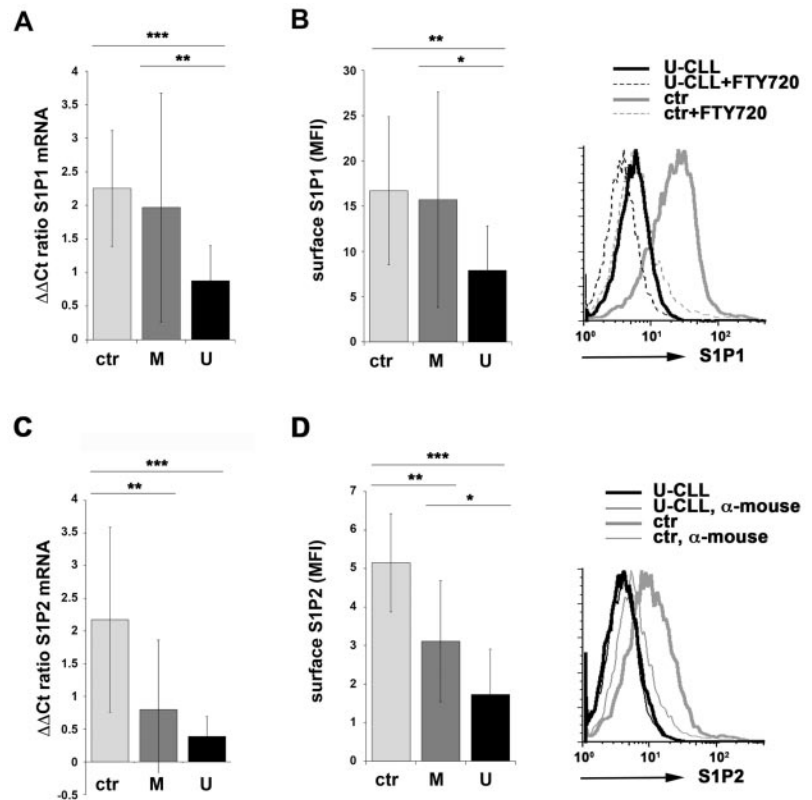 A
***
**
4
3.5
3
2.5
2
1.5
1
0.5
0
ΔΔCt ratio S1P1 mRNA
ctr M U
B
**
*
30
25
20
15
10
5
0
surface S1P1 (MFI)
ctr M U
U-CLL
U-CLL+FTY720
ctr
ctr+FTY720
10⁰ 10¹ 10²
S1P1
C
***
**
4
3.5
3
2.5
2
1.5
1
0.5
0
-0.5
ΔΔCt ratio S1P2 mRNA
ctr M U
D
***
**
*
7
6
5
4
3
2
1
0
surface S1P2 (MFI)
ctr M U
U-CLL
U-CLL, α-mouse
ctr
ctr, α-mouse
10⁰ 10¹ 10²
S1P2